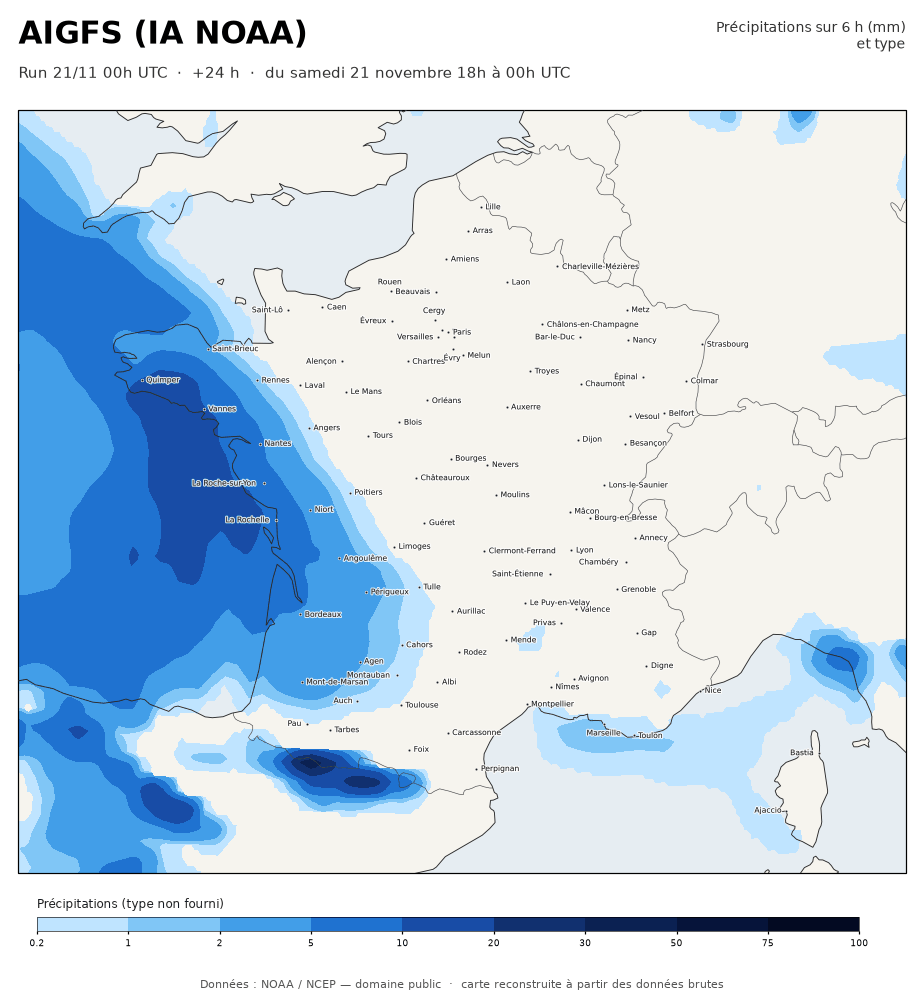 AIGFS (IA NOAA)
Précipitations sur 6 h (mm)
et type
Run 21/11 00h UTC · +24 h · du samedi 21 novembre 18h à 00h UTC
Lille
Arras
Amiens
Charleville-Mézières
Rouen
Beauvais
Laon
Saint-Lô
Caen
Cergy
Metz
Évreux
Châlons-en-Champagne
Versailles
Paris
Bar-le-Duc
Nancy
Strasbourg
Saint-Brieuc
Alençon
Chartres
Évry
Melun
Quimper
Rennes
Laval
Troyes
Chaumont
Épinal
Colmar
Le Mans
Orléans
Auxerre
Vannes
Vesoul
Belfort
Angers
Blois
Tours
Nantes
Dijon
Besançon
Bourges
Nevers
La Roche-sur-Yon
Châteauroux
Lons-le-Saunier
Poitiers
Moulins
Niort
Mâcon
La Rochelle
Guéret
Bourg-en-Bresse
Annecy
Limoges
Clermont-Ferrand
Lyon
Angoulême
Chambéry
Saint-Étienne
Tulle
Périgueux
Grenoble
Le Puy-en-Velay
Bordeaux
Aurillac
Valence
Privas
Gap
Cahors
Mende
Rodez
Agen
Digne
Montauban
Mont-de-Marsan
Albi
Avignon
Nîmes
Nice
Auch
Toulouse
Montpellier
Pau
Tarbes
Carcassonne
Marseille
Toulon
Foix
Bastia
Perpignan
Ajaccio
Précipitations (type non fourni)
0.2 1 2 5 10 20 30 50 75 100
Données : NOAA / NCEP — domaine public · carte reconstruite à partir des données brutes